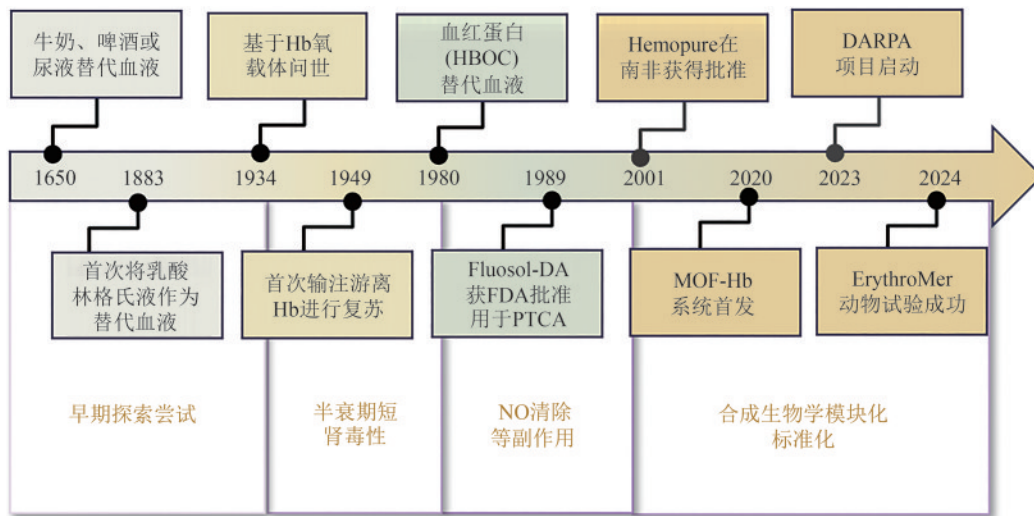 牛奶、啤酒或
尿液替代血液
基于Hb氧
载体问世
血红蛋白
(HBOC)
替代血液
Hemopure在
南非获得批准
DARPA
项目启动
1650
1883
1934
1949
1980
1989
2001
2020
2023
2024
首次将乳酸
林格氏液作为
替代血液
首次输注游离
Hb进行复苏
Fluosol-DA
获FDA批准
用于PTCA
MOF-Hb
系统首发
ErythroMer
动物试验成功
早期探索尝试
半衰期短
肾毒性
NO清除
等副作用
合成生物学模块化
标准化